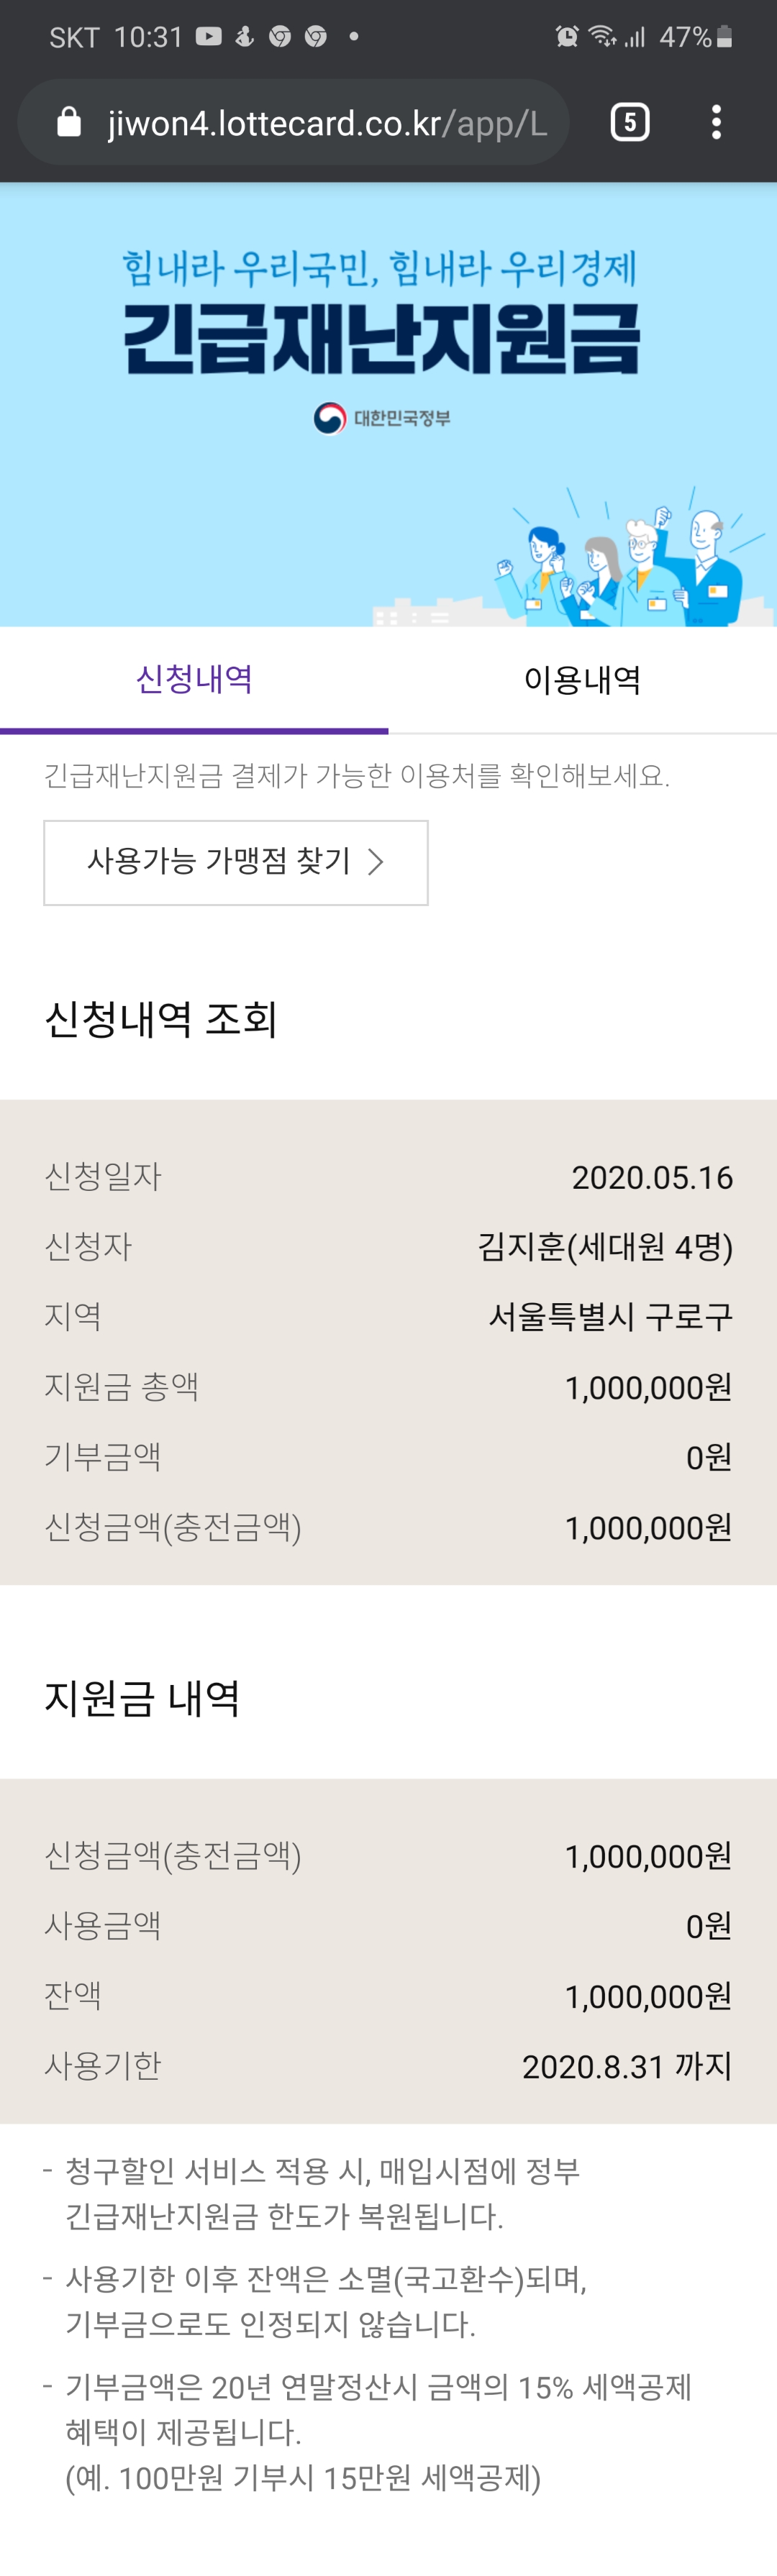 SKT 10:31 47%
jiwon4.lottecard.co.kr/app/L 5
힘내라 우리국민, 힘내라 우리경제
긴급재난지원금
대한민국정부
신청내역 이용내역
긴급재난지원금 결제가 가능한 이용처를 확인해보세요.
사용가능 가맹점 찾기 >
신청내역 조회
신청일자 2020.05.16
신청자 김지훈(세대원 4명)
지역 서울특별시 구로구
지원금 총액 1,000,000원
기부금액 0원
신청금액(충전금액) 1,000,000원
지원금 내역
신청금액(충전금액) 1,000,000원
사용금액 0원
잔액 1,000,000원
사용기한 2020.8.31 까지
- 청구할인 서비스 적용 시, 매입시점에 정부
긴급재난지원금 한도가 복원됩니다.
- 사용기한 이후 잔액은 소멸(국고환수)되며,
기부금으로도 인정되지 않습니다.
- 기부금액은 20년 연말정산시 금액의 15% 세액공제
혜택이 제공됩니다.
(예. 100만원 기부시 15만원 세액공제)